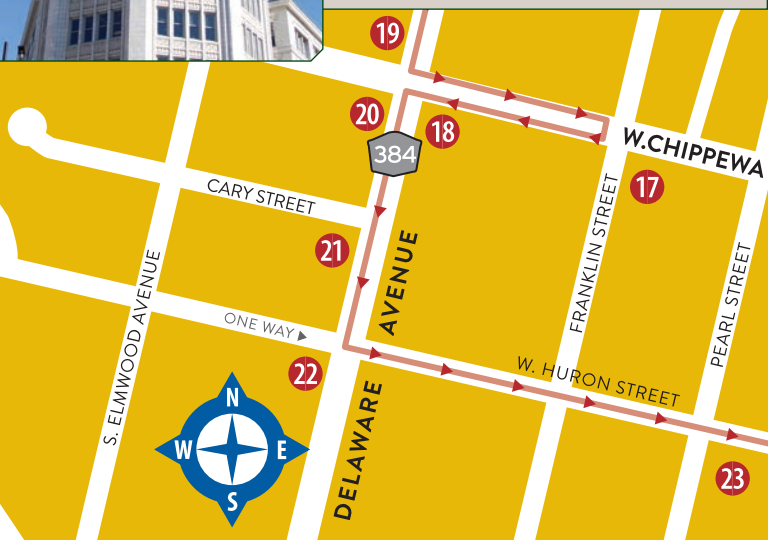 19
20
18
384
W.CHIPPEWA
17
CARY STREET
FRANKLIN STREET
21
AVENUE
S. ELMWOOD AVENUE
PEARL STREET
ONE WAY
22
W. HURON STREET
DELAWARE
N
W E
S
23